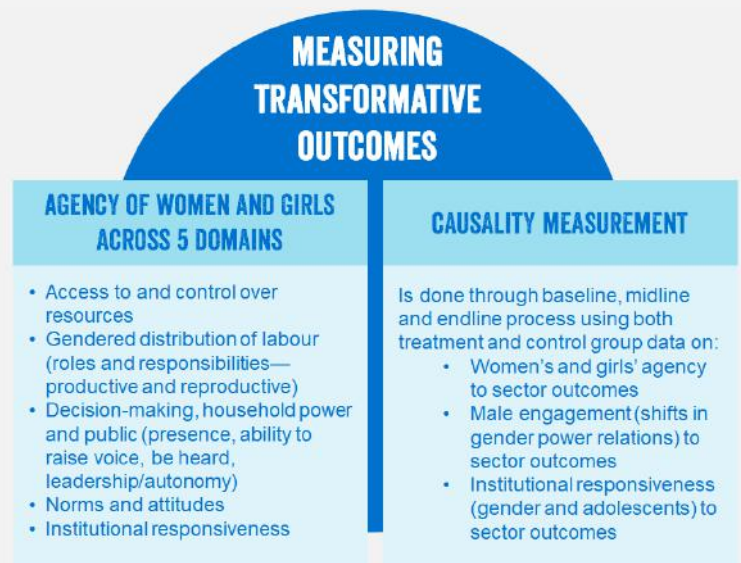 MEASURING
TRANSFORMATIVE
OUTCOMES
AGENCY OF WOMEN AND GIRLS
ACROSS 5 DOMAINS
• Access to and control over
resources
• Gendered distribution of labour
(roles and responsibilities—
productive and reproductive)
• Decision-making, household power
and public (presence, ability to
raise voice, be heard,
leadership/autonomy)
• Norms and attitudes
• Institutional responsiveness
CAUSALITY MEASUREMENT
Is done through baseline, midline
and endline process using both
treatment and control group data on:
• Women's and girls' agency
to sector outcomes
• Male engagement (shifts in
gender power relations) to
sector outcomes
• Institutional responsiveness
(gender and adolescents) to
sector outcomes